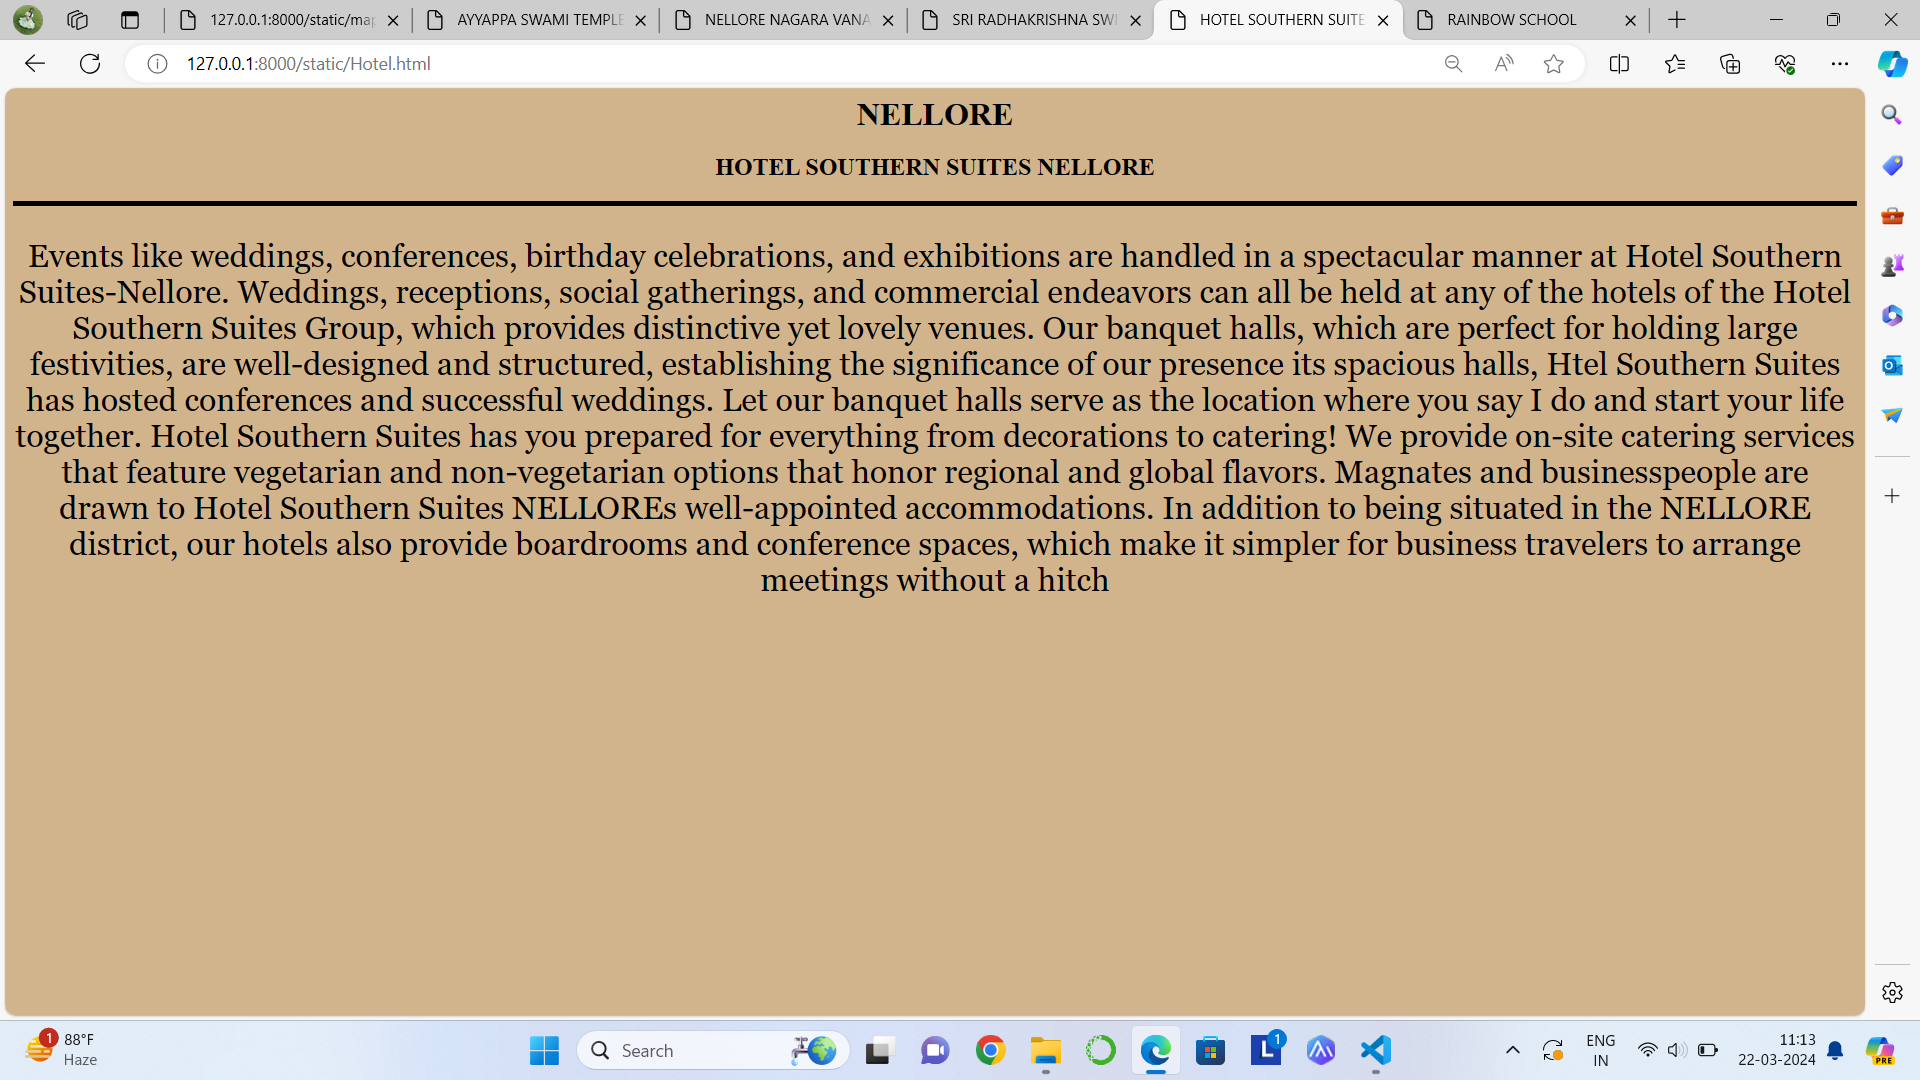 127.0.0.1:8000/static/ma
AYYAPPA SWAMI TEMPLE
NELLORE NAGARA VANA
SRI RADHAKRISHNA SW
HOTEL SOUTHERN SUITE
RAINBOW SCHOOL
127.0.0.1:8000/static/Hotel.html
NELLORE
HOTEL SOUTHERN SUITES NELLORE
Events like weddings, conferences, birthday celebrations, and exhibitions are handled in a spectacular manner at Hotel Southern
Suites-Nellore. Weddings, receptions, social gatherings, and commercial endeavors can all be held at any of the hotels of the Hotel
Southern Suites Group, which provides distinctive yet lovely venues. Our banquet halls, which are perfect for holding large
festivities, are well-designed and structured, establishing the significance of our presence its spacious halls, Htel Southern Suites
has hosted conferences and successful weddings. Let our banquet halls serve as the location where you say I do and start your life
together. Hotel Southern Suites has you prepared for everything from decorations to catering! We provide on-site catering services
that feature vegetarian and non-vegetarian options that honor regional and global flavors. Magnates and businesspeople are
drawn to Hotel Southern Suites NELLOREs well-appointed accommodations. In addition to being situated in the NELLORE
district, our hotels also provide boardrooms and conference spaces, which make it simpler for business travelers to arrange
meetings without a hitch
1
88°F
Haze
Search
1
ENG
IN
11:13
22-03-2024
PRE